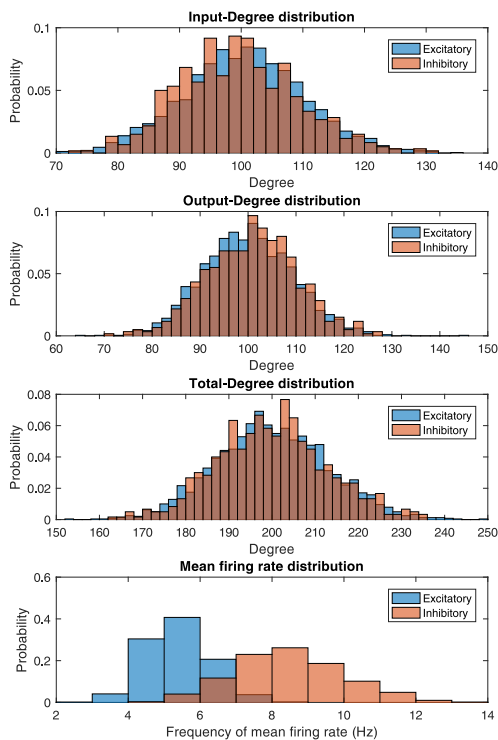 Input-Degree distribution
0.1
Excitatory
Inhibitory
Probability
0.05
0
70 80 90 100 110 120 130 140
Degree
Output-Degree distribution
0.1
Excitatory
Inhibitory
Probability
0.05
0
60 70 80 90 100 110 120 130 140 150
Degree
Total-Degree distribution
0.08
Excitatory
Inhibitory
0.06
Probability
0.04
0.02
0
150 160 170 180 190 200 210 220 230 240 250
Degree
Mean firing rate distribution
0.6
Excitatory
Inhibitory
0.4
Probability
0.2
0
2 4 6 8 10 12 14
Frequency of mean firing rate (Hz)